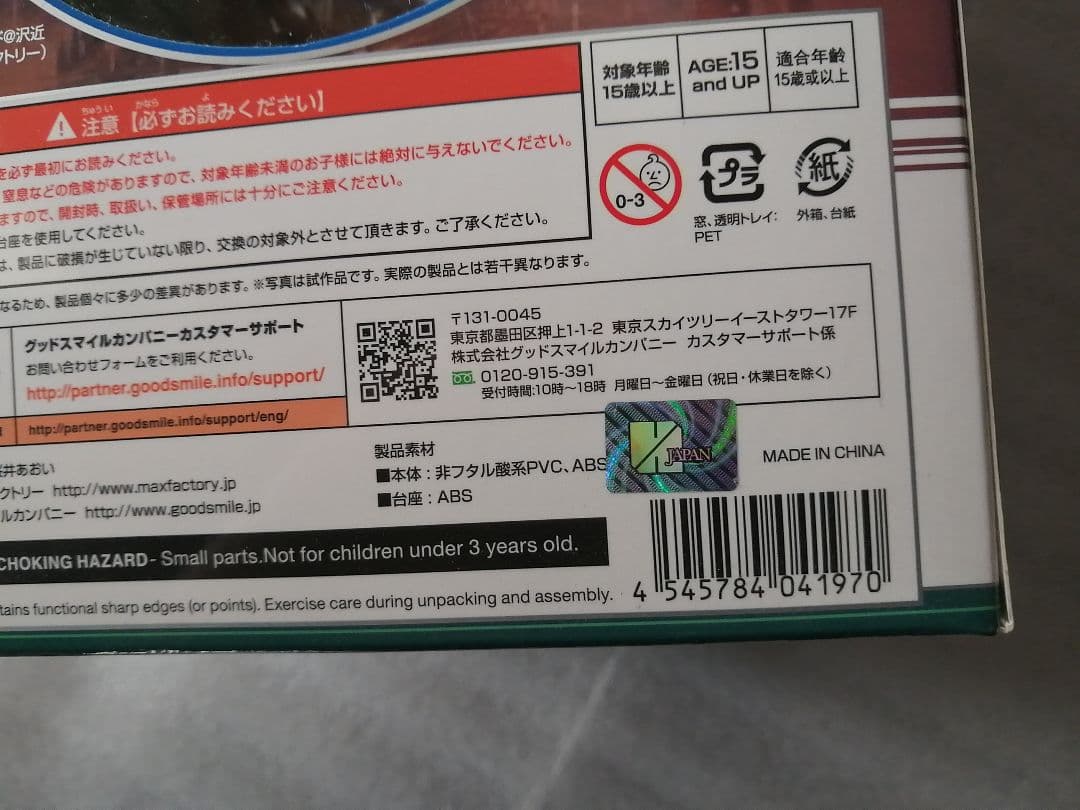 @沢近
クトリー)
注意【必ずお読みください】
ちゅうい かなら よ
を必ず最初にお読みください。
窒息などの危険がありますので、対象年齢未満のお子様には絶対に与えないでください。
ますので、開封時、取扱い、保管場所には十分にご注意ください。
台座を使用してください。
は、製品に破損が生じていない限り、交換の対象外とさせて頂きます。ご了承ください。
なるため、製品個々に多少の差異があります。※写真は試作品です。実際の製品とは若干異なります。
対象年齢
15歳以上
AGE:15
and UP
適合年齡
15歲或以上
0-3
プラ
紙
窓、透明トレイ:
PET
外箱、台紙
グッドスマイルカンパニーカスタマーサポート
お問い合わせフォームをご利用ください。
http://partner.goodsmile.info/support/
http://partner.goodsmile.info/support/eng/
〒131-0045
東京都墨田区押上1-1-2 東京スカイツリーイーストタワー17F
株式会社グッドスマイルカンパニー カスタマーサポート係
0120-915-391
受付時間:10時～18時 月曜日～金曜日(祝日・休業日を除く)
井あおい
クトリー http://www.maxfactory.jp
ルカンパニー http://www.goodsmile.jp
製品素材
■本体:非フタル酸系PVC、ABS
■台座:ABS
JAPAN
MADE IN CHINA
CHOKING HAZARD- Small parts.Not for children under 3 years old.
tains functional sharp edges (or points). Exercise care during unpacking and assembly.
4 545784 041970